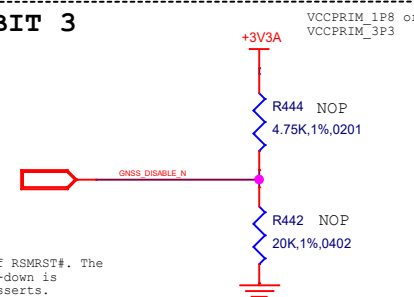 BIT 3
VCCPRIM_1P8 or
VCCPRIM_3P3
+3V3A
R444 NOP
4.75K,1%,0201
GNSS_DISABLE_N
R442 NOP
20K,1%,0402
RSMRST#. The
-down is
sserts.